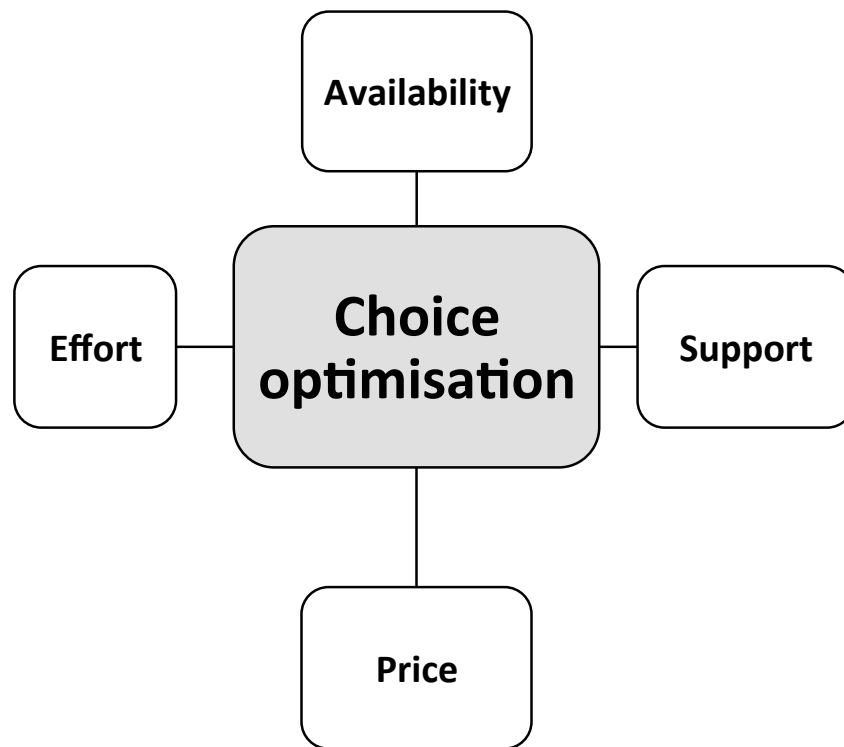 Availability
Effort
Choice
optimisation
Support
Price